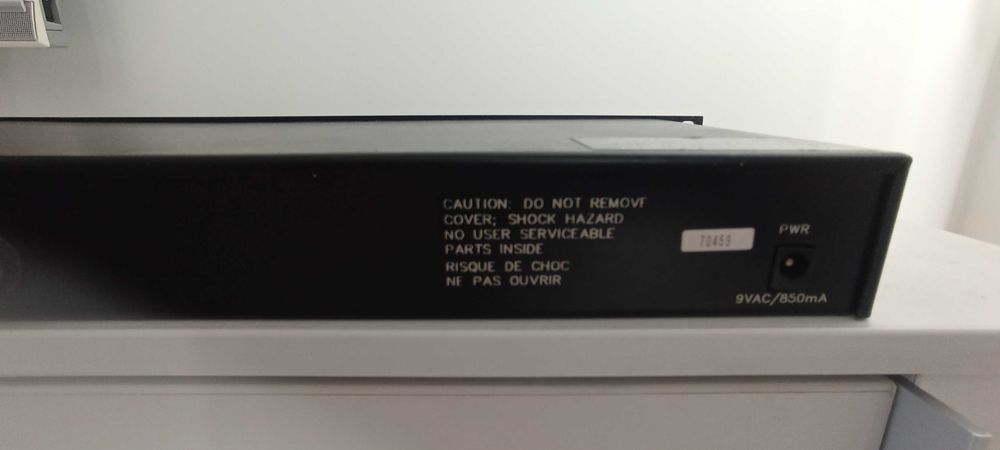 CAUTION: DO NOT REMOVE
COVER; SHOCK HAZARD
NO USER SERVICEABLE
PARTS INSIDE
RISQUE DE CHOC
NE PAS OUVRIR
70459
PWR
9VAC/850mA